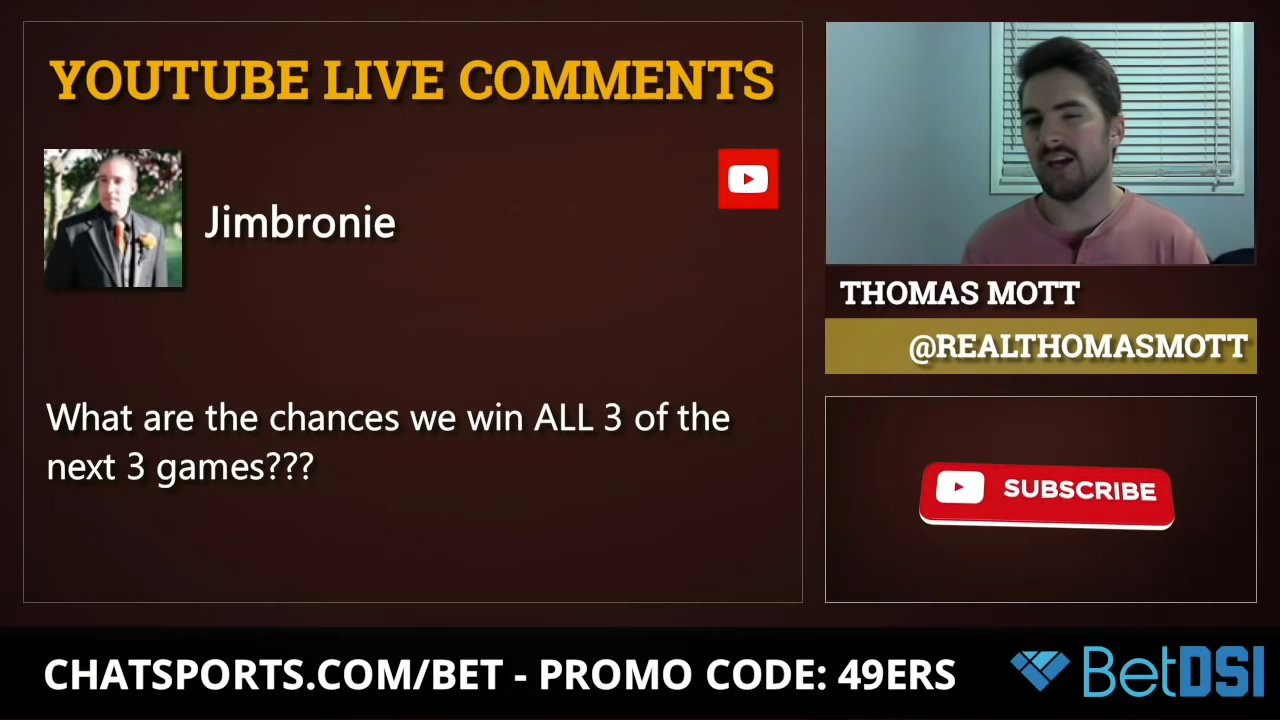 YOUTUBE LIVE COMMENTS
Jimbronie
What are the chances we win ALL 3 of the
next 3 games???
THOMAS MOTT
@REALTHOMASMOTT
SUBSCRIBE
CHATSPORTS.COM/BET - PROMO CODE: 49ERS
BetDSI